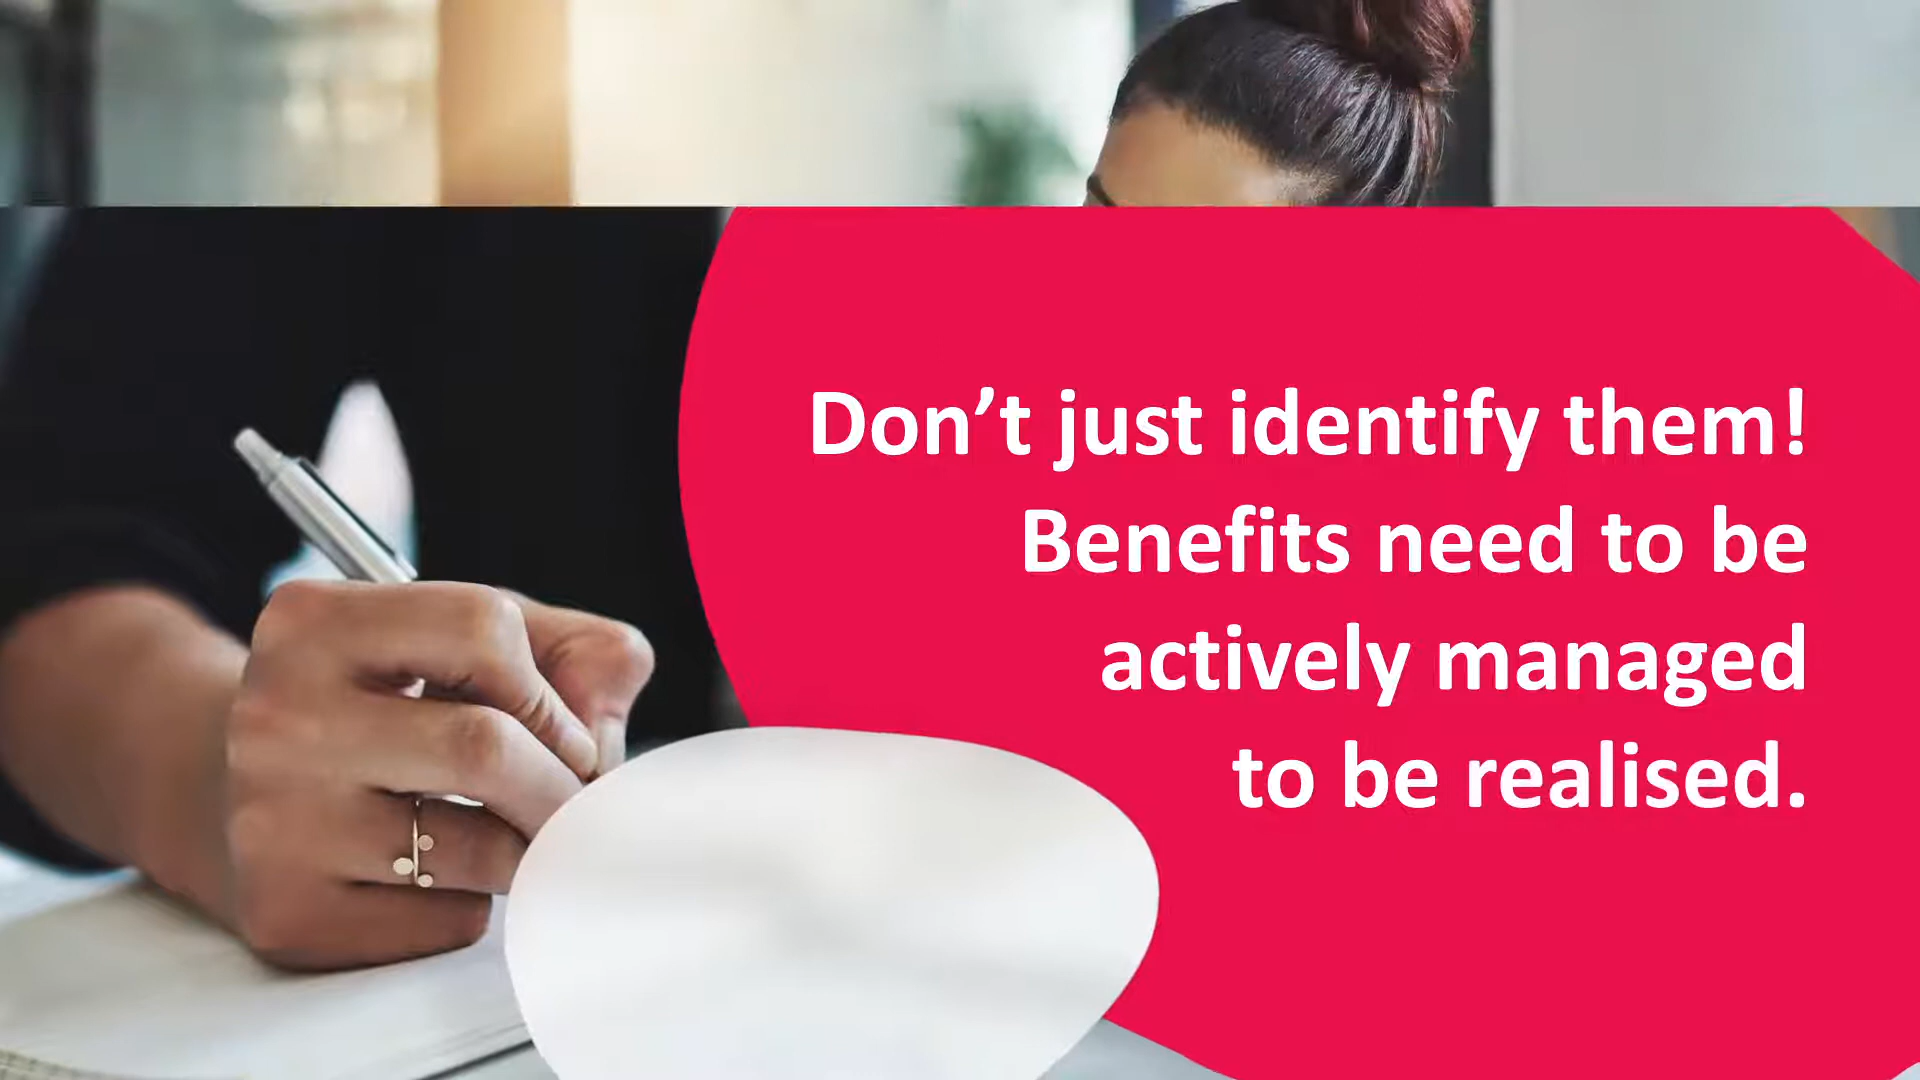 Don’t just identify them!
Benefits need to be
actively managed
to be realised.